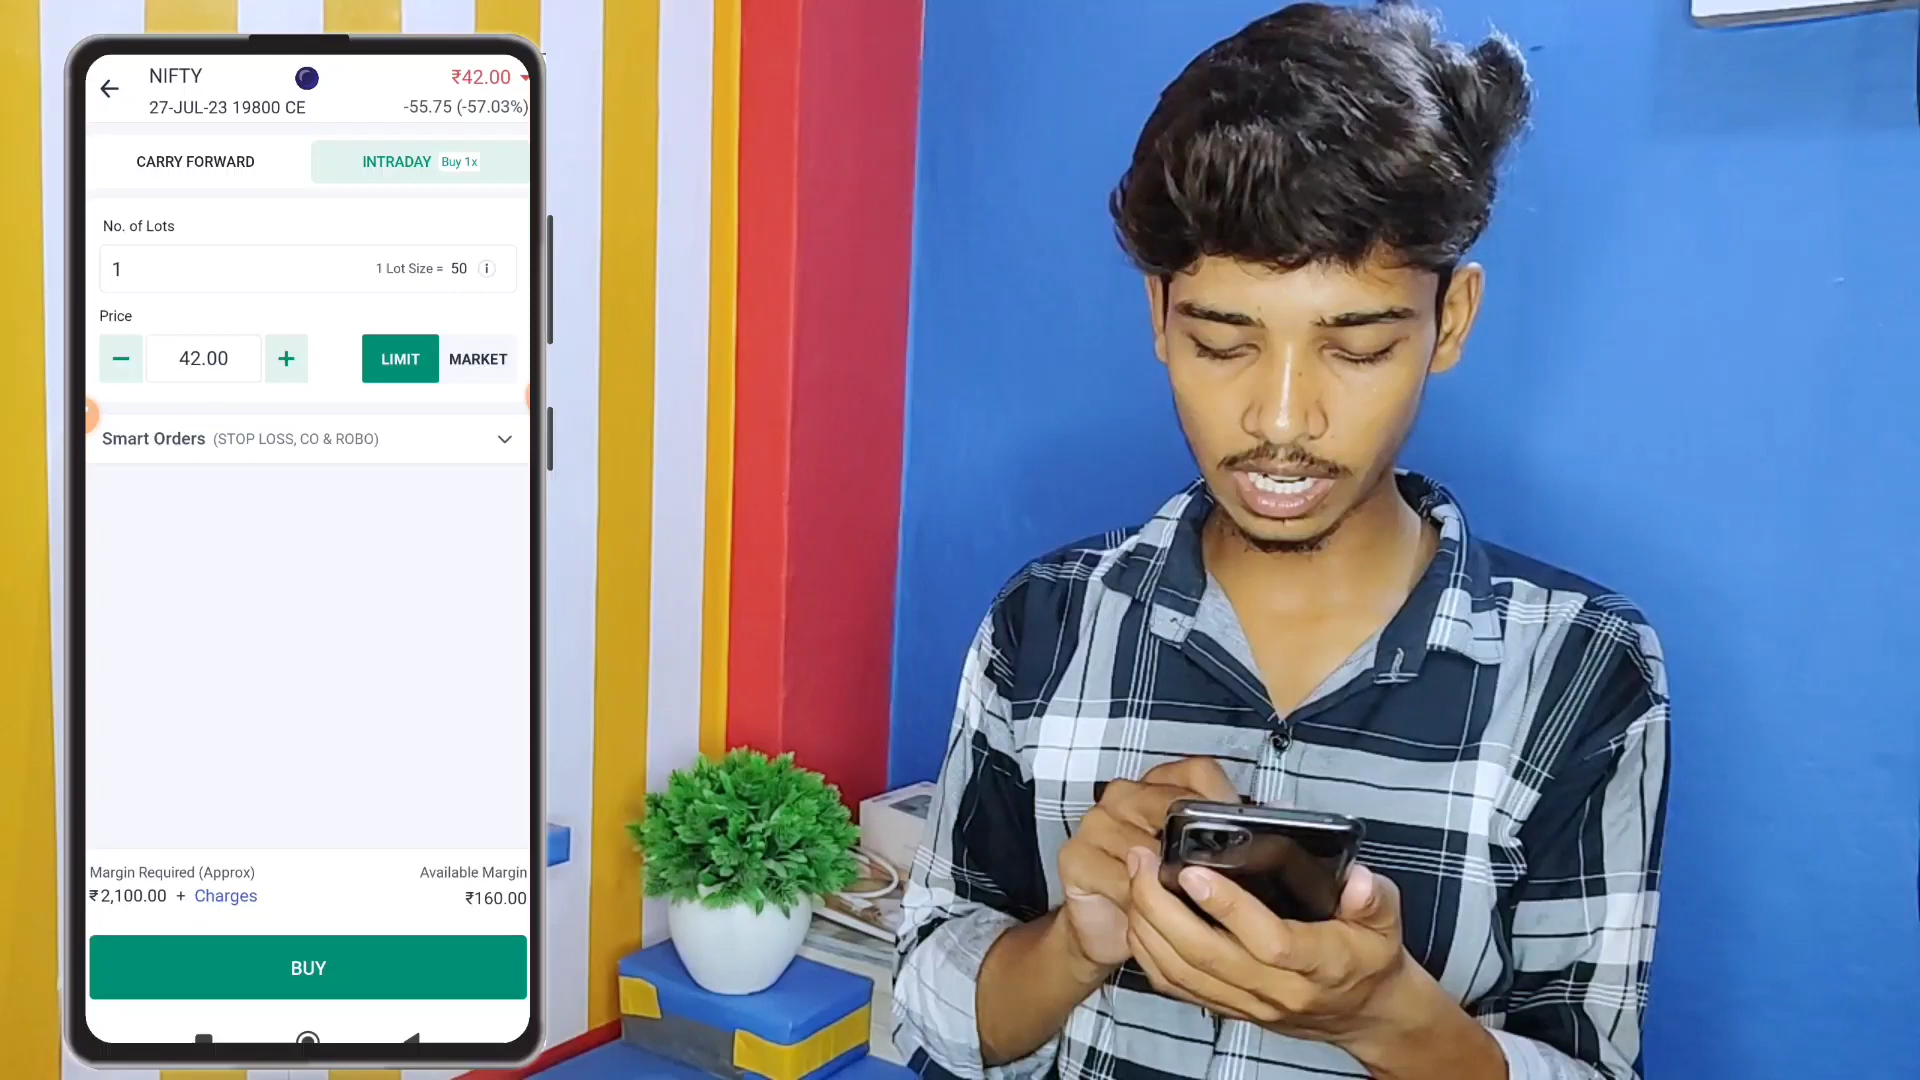 NIFTY
₹42.00
27-JUL-23 19800 CE
-55.75 (-57.03%)
CARRY FORWARD
INTRADAY Buy 1x
No. of Lots
1
1 Lot Size = 50
Price
− 42.00 +
LIMIT
MARKET
Smart Orders (STOP LOSS, CO & ROBO)
Margin Required (Approx)
Available Margin
₹2,100.00 + Charges
₹160.00
BUY